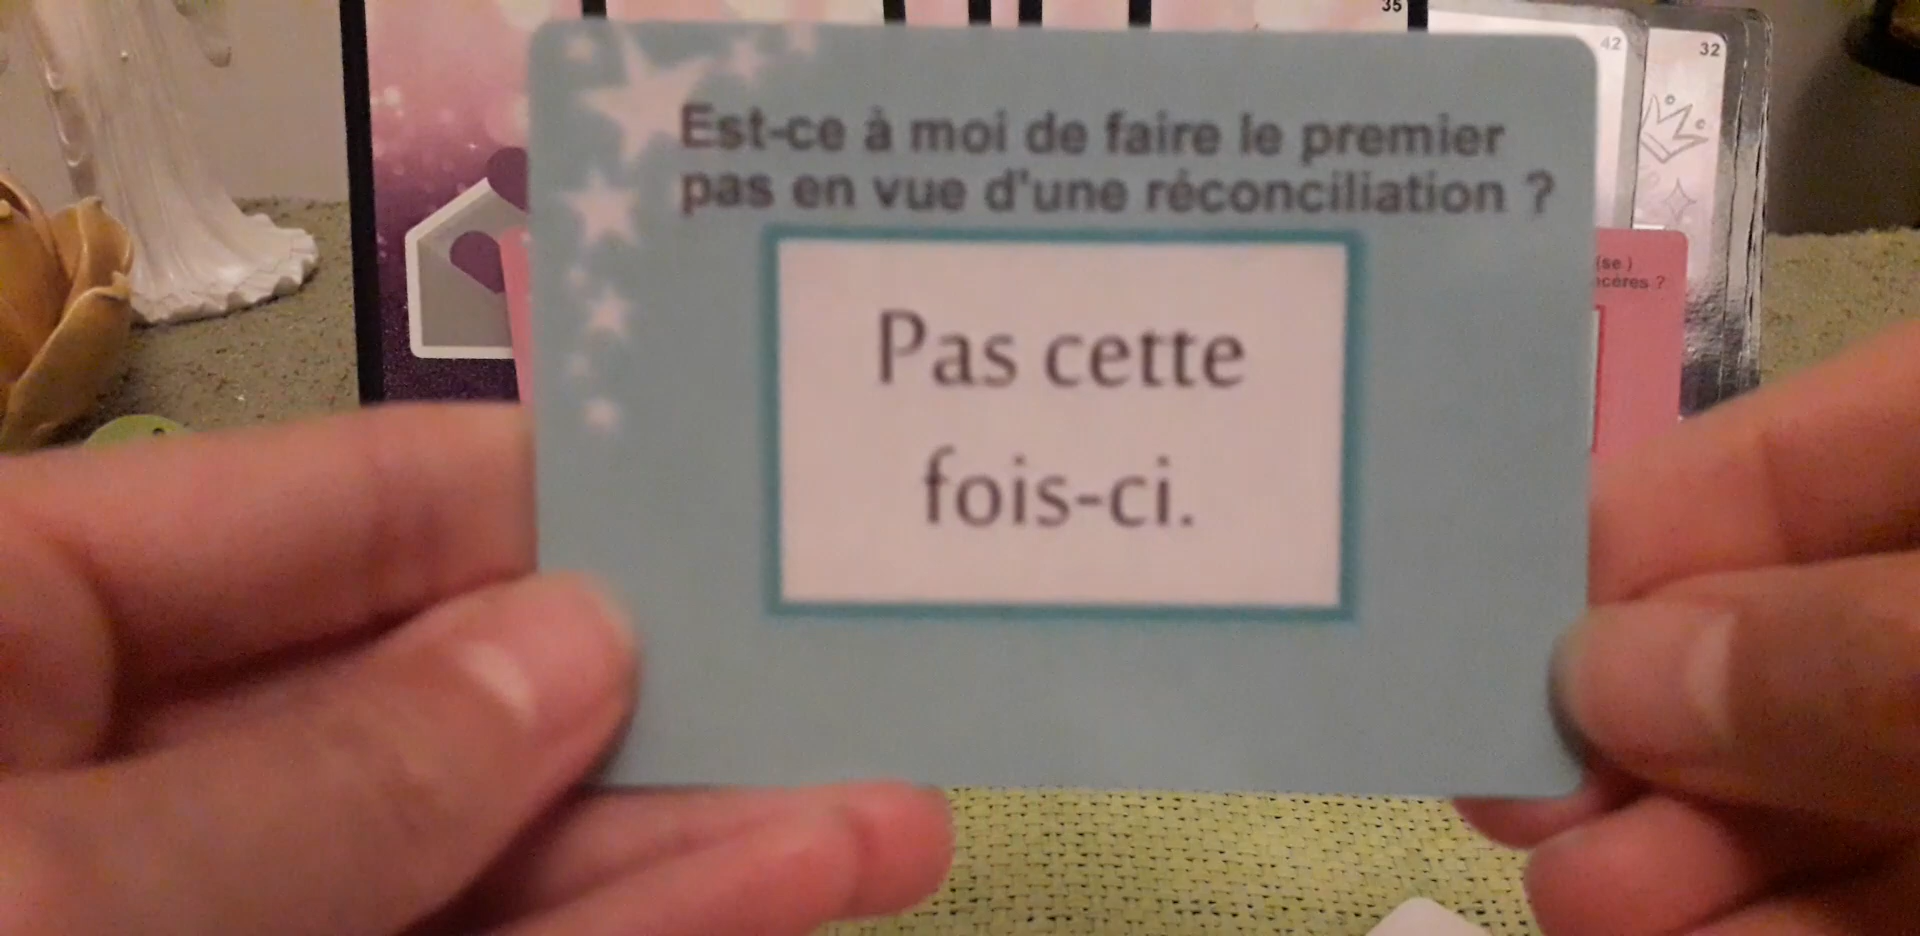 35
42
32
Est-ce à moi de faire le premier
pas en vue d'une réconciliation ?
(se )
Pas cette
fois-ci.